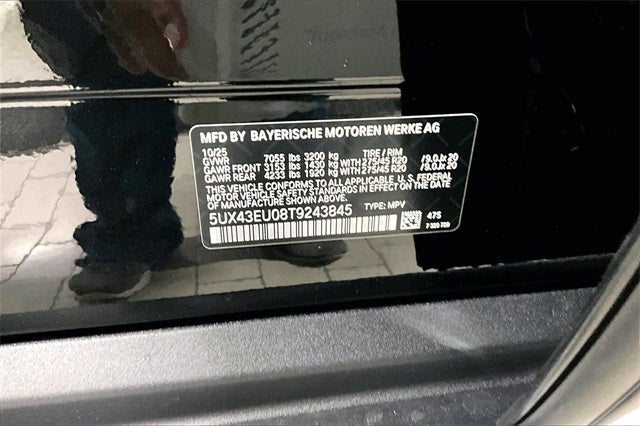 MFD BY BAYERISCHE MOTOREN WERKE AG
10/25
GVWR 7055 lbs 3200 kg TIRE / RIM
GAWR FRONT 3153 lbs 1430 kg WITH 275/45 R20 /9.0Jx20
GAWR REAR 4233 lbs 1920 kg WITH 275/45 R20 /9.0Jx20
THIS VEHICLE CONFORMS TO ALL APPLICABLE U. S. FEDERAL
MOTOR VEHICLE SAFETY STANDARDS IN EFFECT ON THE DATE
OF MANUFACTURE SHOWN ABOVE.
5UX43EU08T9243845 TYPE: MPV
475